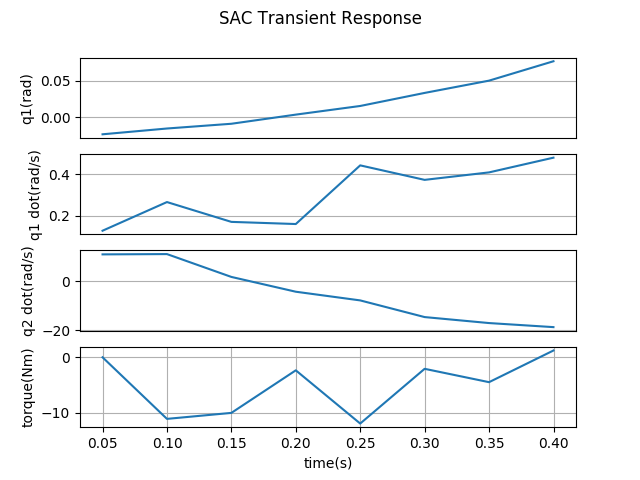 SAC Transient Response
q1(rad)
0.05
0.00
q1 dot(rad/s)
0.4
0.2
q2 dot(rad/s)
0
−20
torque(Nm)
0
−10
0.05 0.10 0.15 0.20 0.25 0.30 0.35 0.40
time(s)